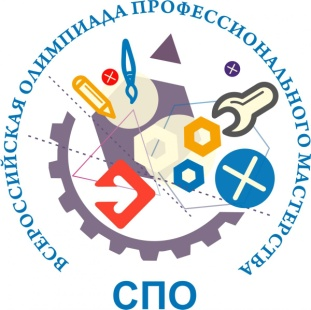 ВСЕРОССИЙСКАЯ ОЛИМПИАДА ПРОФЕССИОНАЛЬНОГО МАСТЕРСТВА
СПО